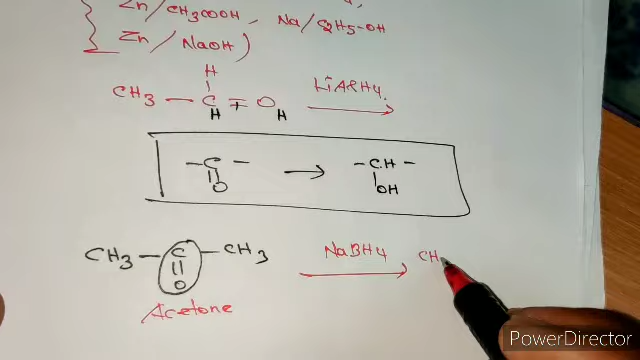 Zn/CH3COOH, Na/C2H5-OH
Zn / NaOH)
H
CH3 — C = O LiAlH4
H H
— C — → — CH —
O OH
CH3 — C — CH3 NaBH4 CH
O
Acetone
PowerDirector